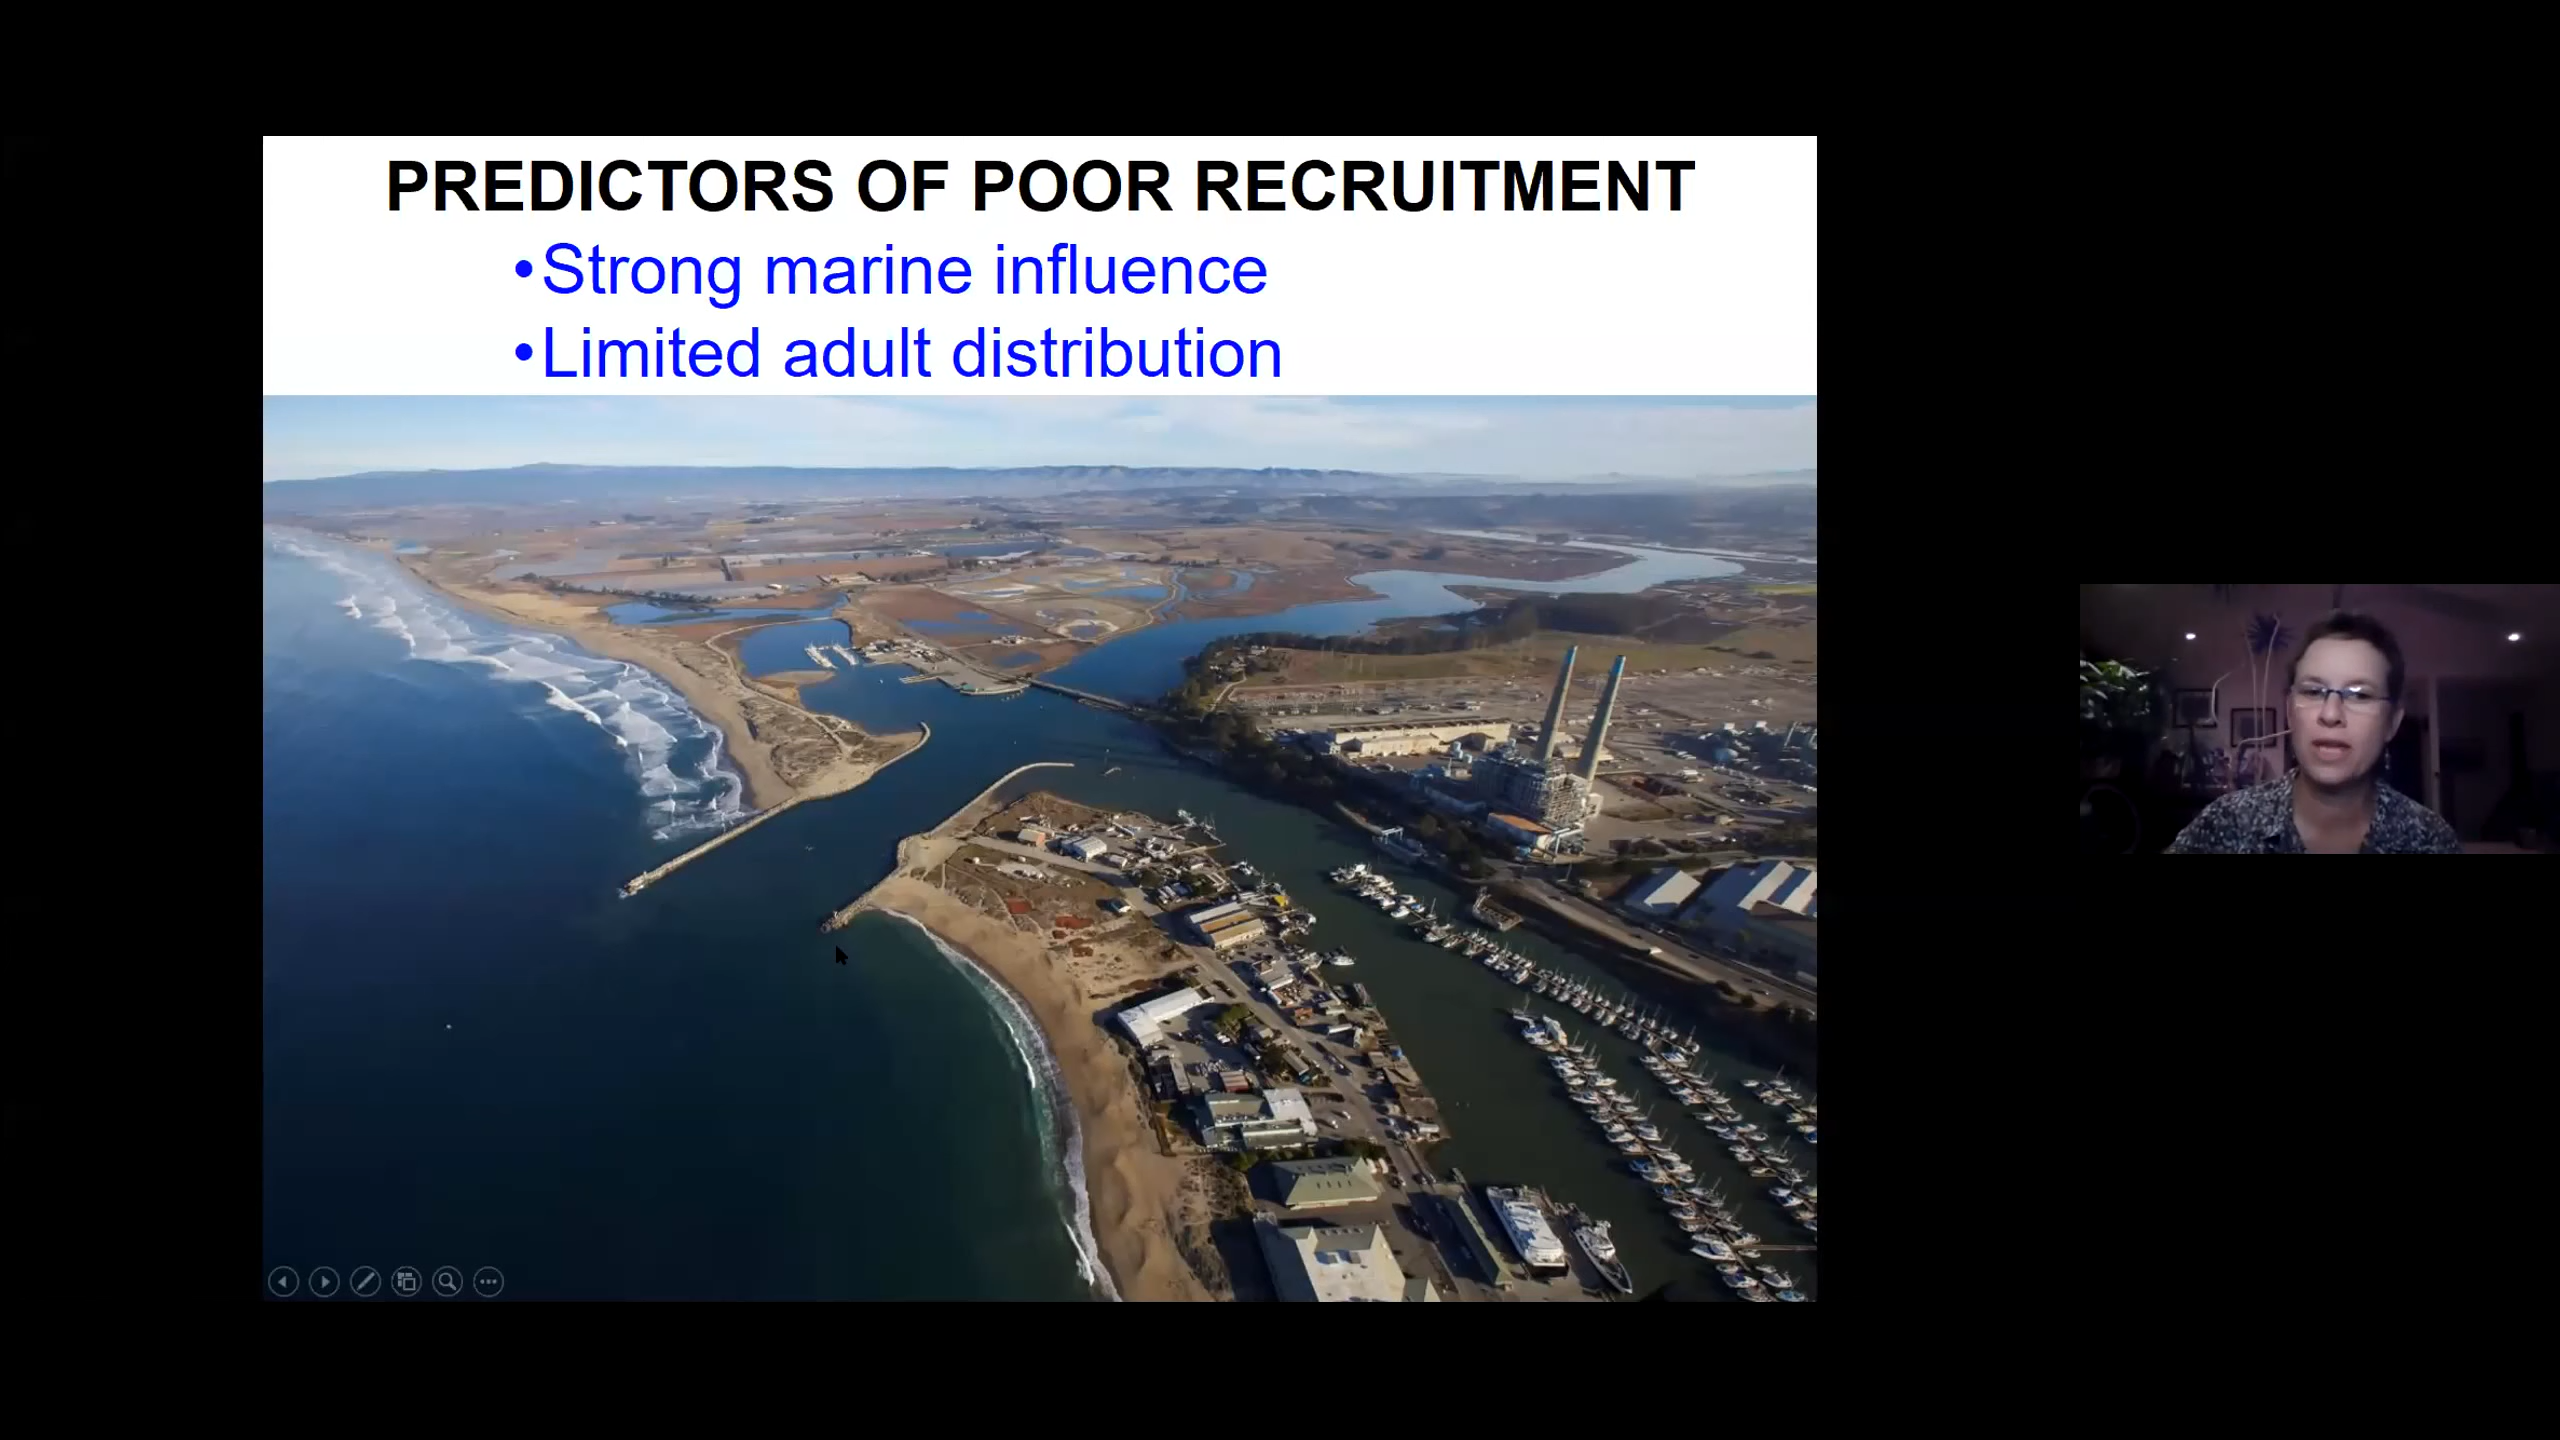 PREDICTORS OF POOR RECRUITMENT
•Strong marine influence
•Limited adult distribution